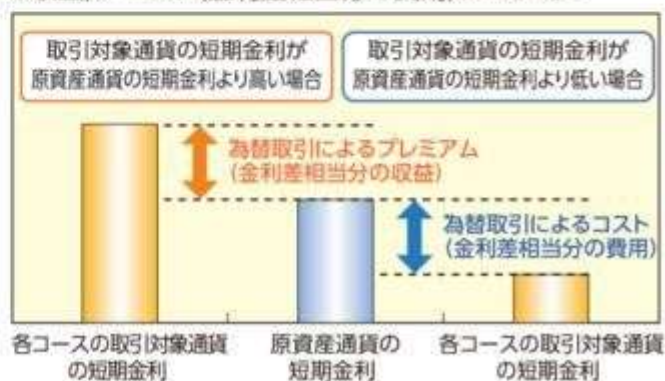 取引対象通貨の短期金利が
原資産通貨の短期金利より高い場合
取引対象通貨の短期金利が
原資産通貨の短期金利より低い場合
為替取引によるプレミアム
(金利差相当分の収益)
為替取引によるコスト
(金利差相当分の費用)
各コースの取引対象通貨
の短期金利
原資産通貨の
短期金利
各コースの取引対象通貨
の短期金利